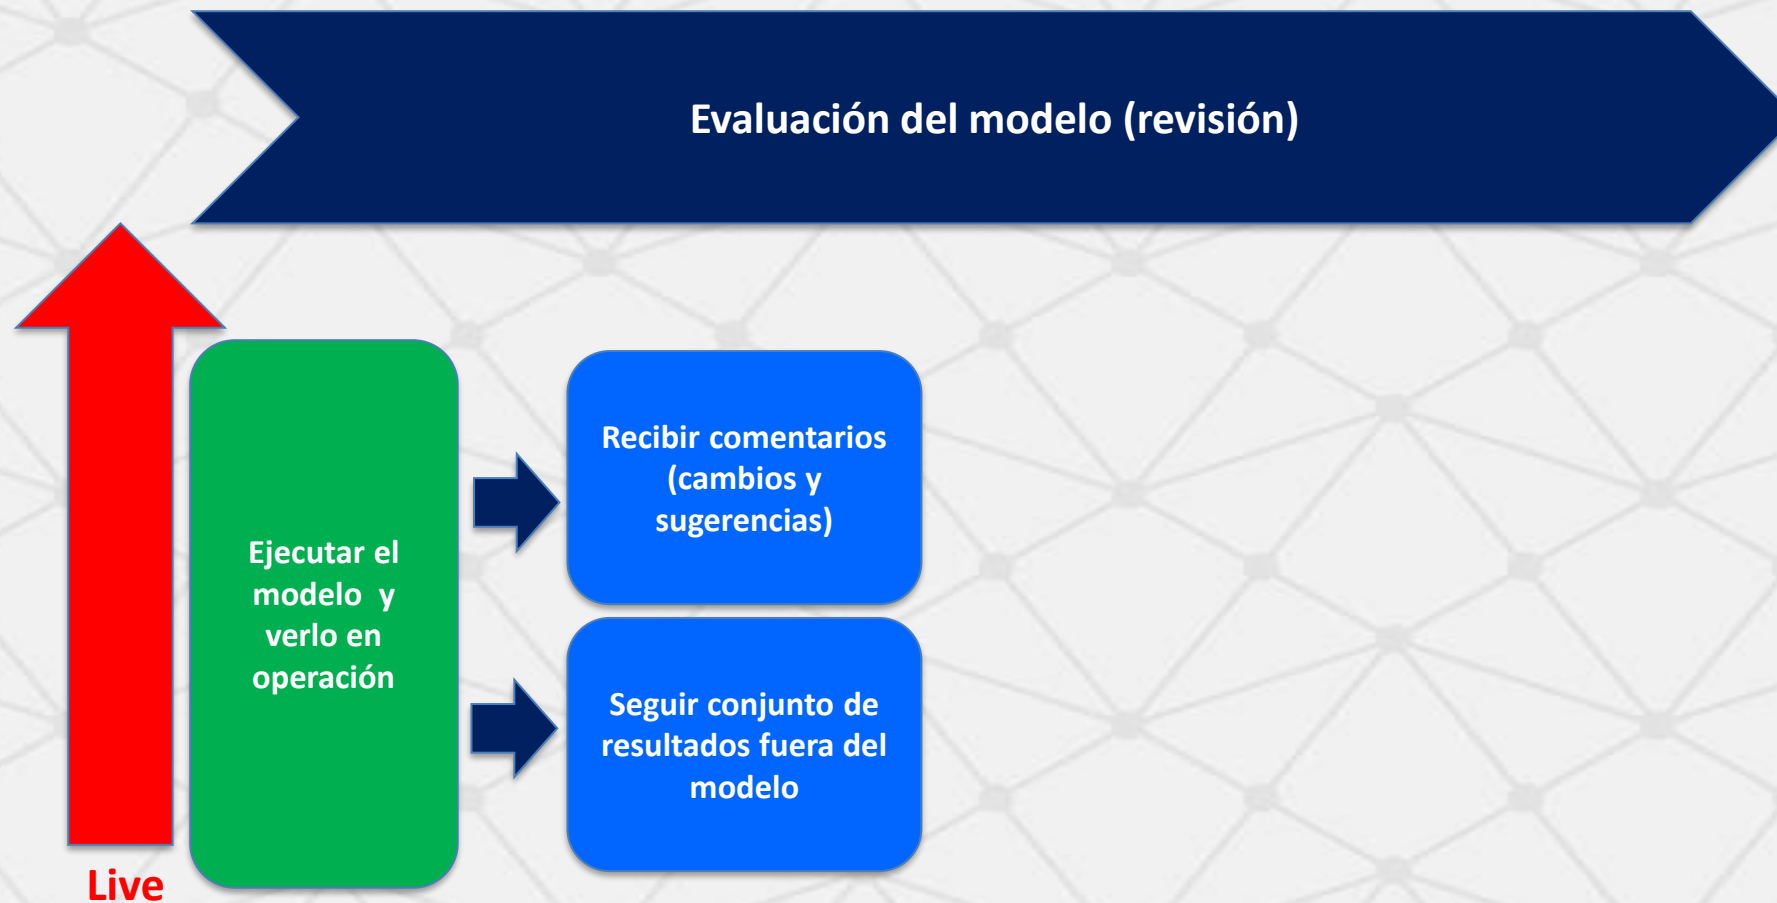 Evaluación del modelo (revisión)
Ejecutar el
modelo y
verlo en
operación
Recibir comentarios
(cambios y
sugerencias)
Seguir conjunto de
resultados fuera del
modelo
Live